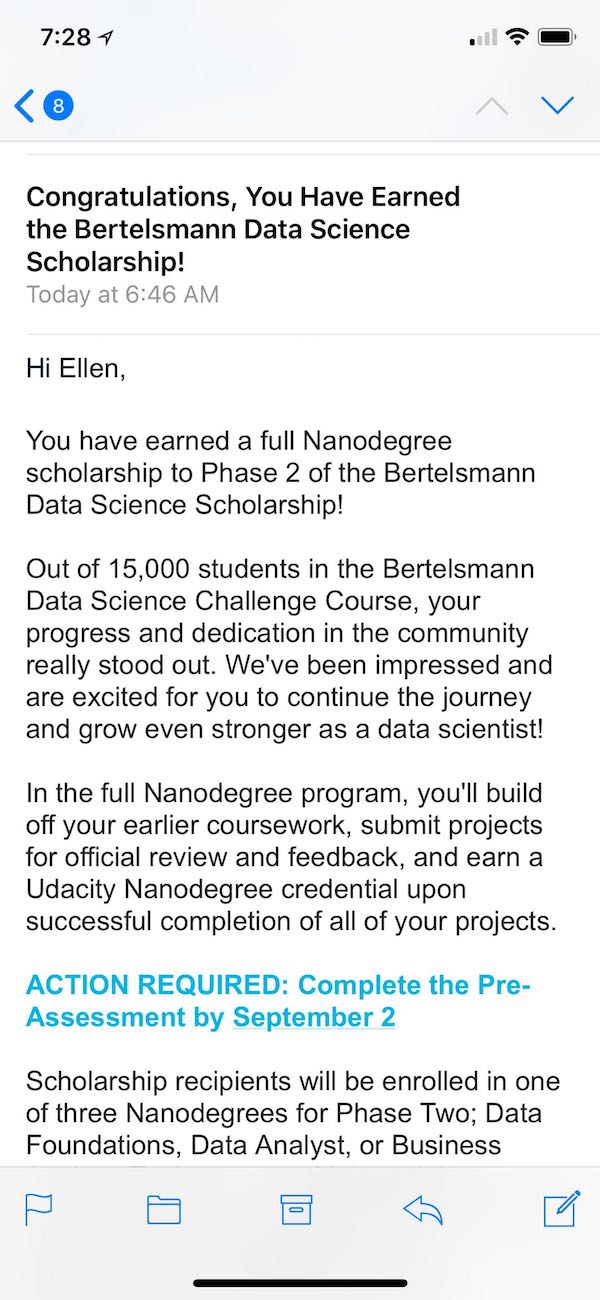 7:28
8
Congratulations, You Have Earned
the Bertelsmann Data Science
Scholarship!
Today at 6:46 AM
Hi Ellen,
You have earned a full Nanodegree
scholarship to Phase 2 of the Bertelsmann
Data Science Scholarship!
Out of 15,000 students in the Bertelsmann
Data Science Challenge Course, your
progress and dedication in the community
really stood out. We've been impressed and
are excited for you to continue the journey
and grow even stronger as a data scientist!
In the full Nanodegree program, you'll build
off your earlier coursework, submit projects
for official review and feedback, and earn a
Udacity Nanodegree credential upon
successful completion of all of your projects.
ACTION REQUIRED: Complete the Pre-
Assessment by September 2
Scholarship recipients will be enrolled in one
of three Nanodegrees for Phase Two; Data
Foundations, Data Analyst, or Business